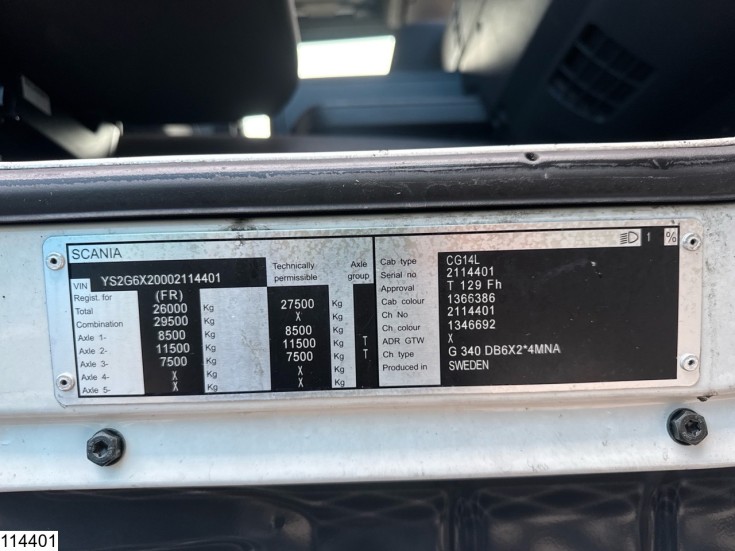 SCANIA
VIN YS2G6X20002114401 Technically permissible Axle group
Regist. for (FR)
Total 26000 Kg 27500 Kg
Combination 29500 Kg X Kg
Axle 1- 8500 Kg 8500 Kg
Axle 2- 11500 Kg 11500 Kg T
Axle 3- 7500 Kg 7500 Kg T
Axle 4- X Kg X Kg
Axle 5- X Kg X Kg
1 %
Cab type CG14L
Serial no 2114401
Approval T 129 Fh
Cab colour 1366386
Ch No 2114401
Ch. colour 1346692
ADR GTW X
Ch. type G 340 DB6X2*4MNA
Produced in SWEDEN
114401